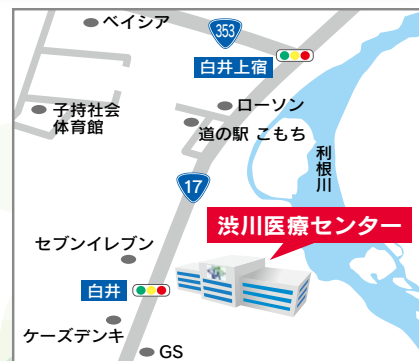 ベイシア
353
白井上宿
ローソン
子持社会
体育館
道の駅 こもち
利根川
17
渋川医療センター
セブンイレブン
白井
ケーズデンキ
GS